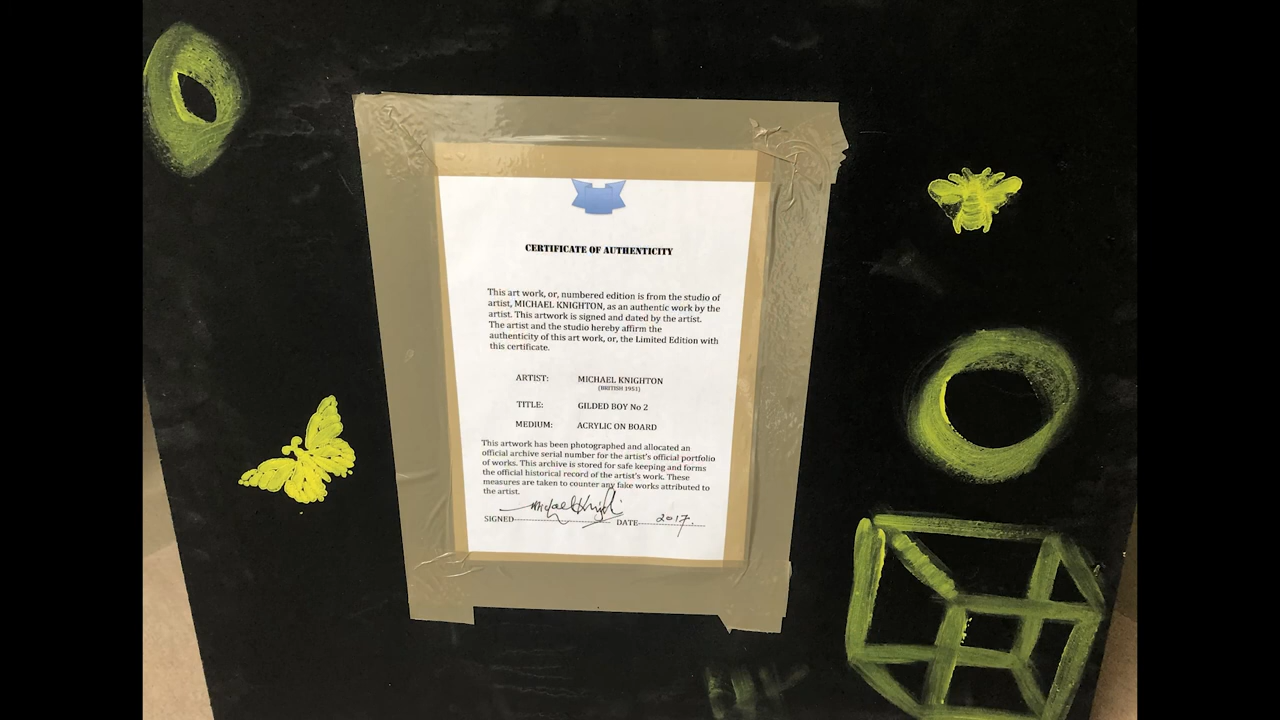 CERTIFICATE OF AUTHENTICITY
This art work, or, numbered edition is from the studio of
artist, MICHAEL KNIGHTON, as an authentic work by the
artist. This artwork is signed and dated by the artist.
The artist and the studio hereby affirm the
authenticity of this art work, or, the Limited Edition with
this certificate.
ARTIST: MICHAEL KNIGHTON
(BRITISH 1951)
TITLE: GILDED BOY No 2
MEDIUM: ACRYLIC ON BOARD
This artwork has been photographed and allocated an
official archive serial number for the artist's official portfolio
of works. This archive is stored for safe keeping and forms
the official historical record of the artist's work. These
measures are taken to counter any fake works attributed to
the artist.
SIGNED Michael Knighton DATE 2017.